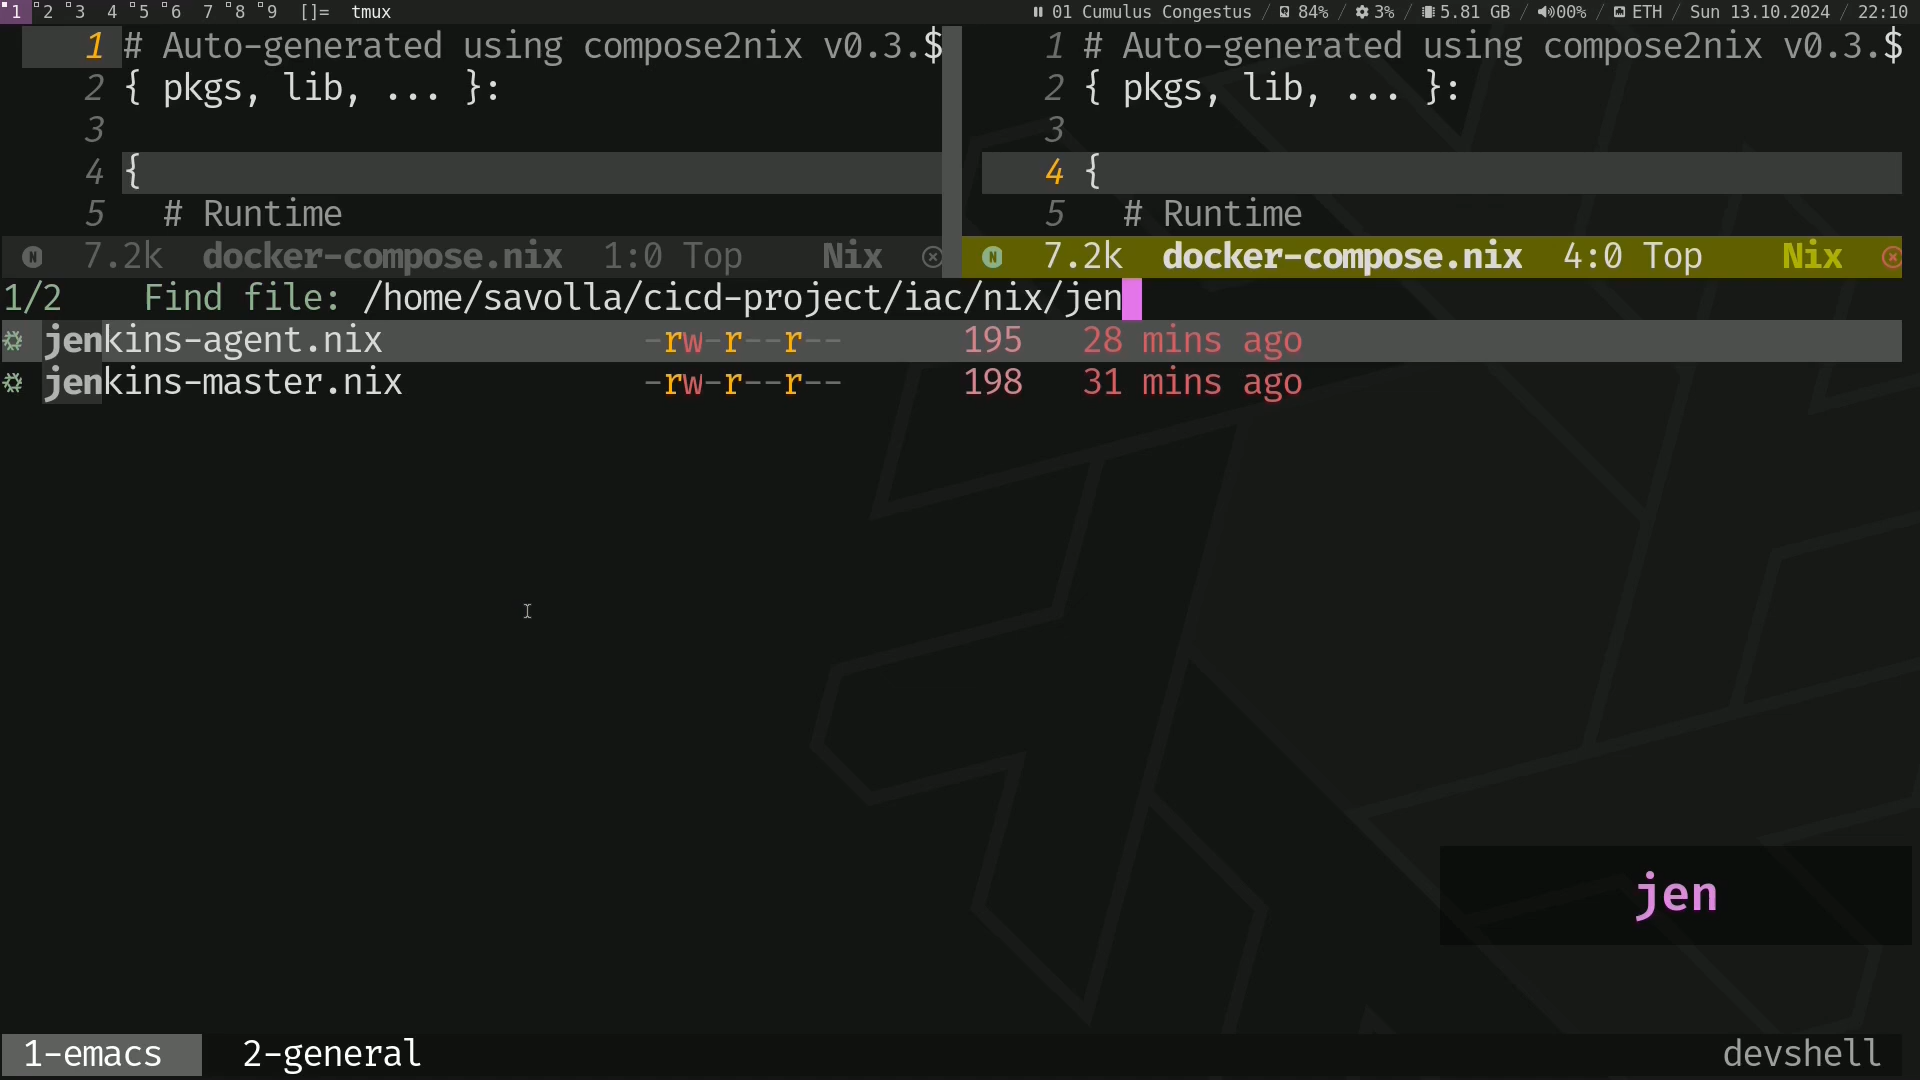 1 2 3 4 5 6 7 8 9 []= tmux 01 Cumulus Congestus / 84% / 3% / 5.81 GB / 00% / ETH / Sun 13.10.2024 / 22:10
1 # Auto-generated using compose2nix v0.3.$
2 { pkgs, lib, ... }:
3
4 {
5 # Runtime
N 7.2k docker-compose.nix 1:0 Top Nix
1 # Auto-generated using compose2nix v0.3.$
2 { pkgs, lib, ... }:
3
4 {
5 # Runtime
N 7.2k docker-compose.nix 4:0 Top Nix
1/2 Find file: /home/savolla/cicd-project/iac/nix/jen
jenkins-agent.nix -rw-r--r-- 195 28 mins ago
jenkins-master.nix -rw-r--r-- 198 31 mins ago
jen
1-emacs 2-general devshell